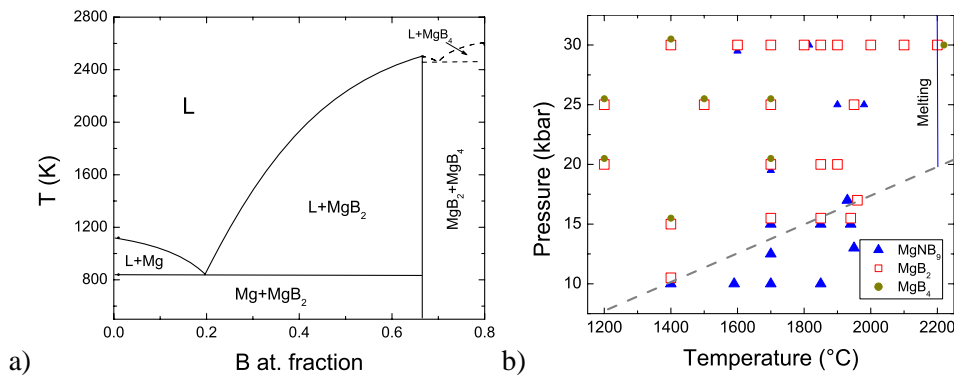 2800
2400
2000
1600
1200
800
T (K)
L
L+MgB₄
L+MgB₂
MgB₂+MgB₄
L+Mg
Mg+MgB₂
0.0 0.2 0.4 0.6 0.8
B at. fraction
a)
30
25
20
15
10
Pressure (kbar)
Melting
MgNB₉
MgB₂
MgB₄
1200 1400 1600 1800 2000 2200
Temperature (°C)
b)